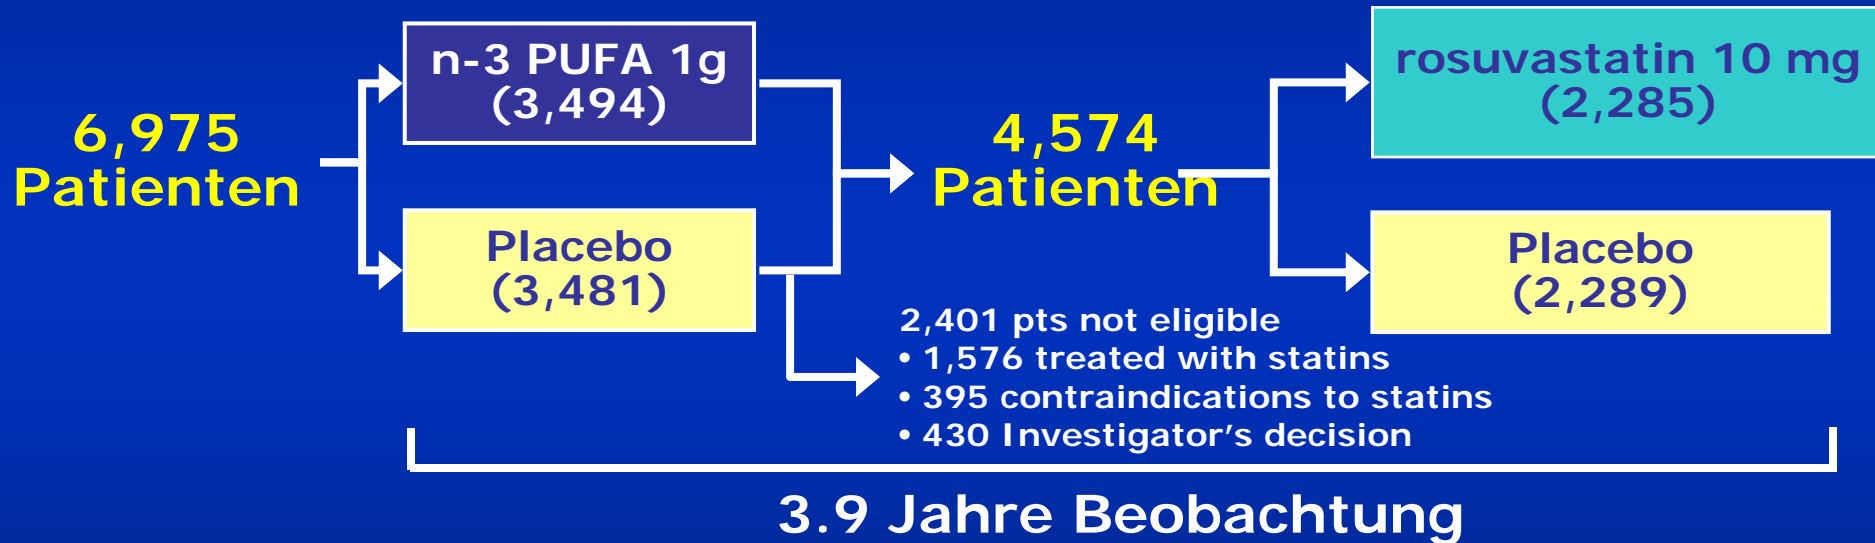 6,975
Patienten
n-3 PUFA 1g
(3,494)
Placebo
(3,481)
4,574
Patienten
rosuvastatin 10 mg
(2,285)
Placebo
(2,289)
2,401 pts not eligible
• 1,576 treated with statins
• 395 contraindications to statins
• 430 Investigator's decision
3.9 Jahre Beobachtung